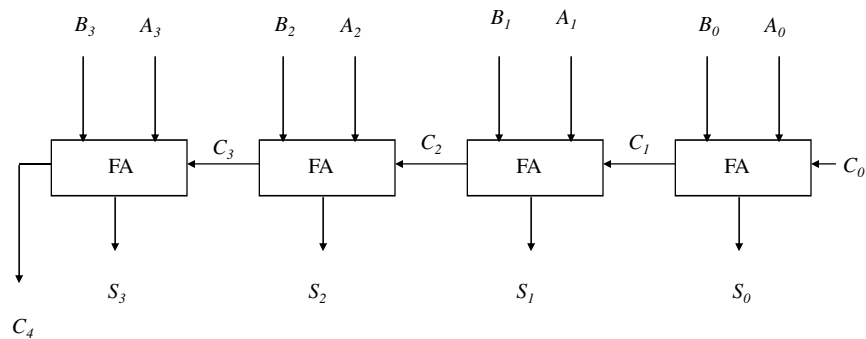 B3 A3 B2 A2 B1 A1 B0 A0
C3 C2 C1
FA FA FA FA C0
S3 S2 S1 S0
C4